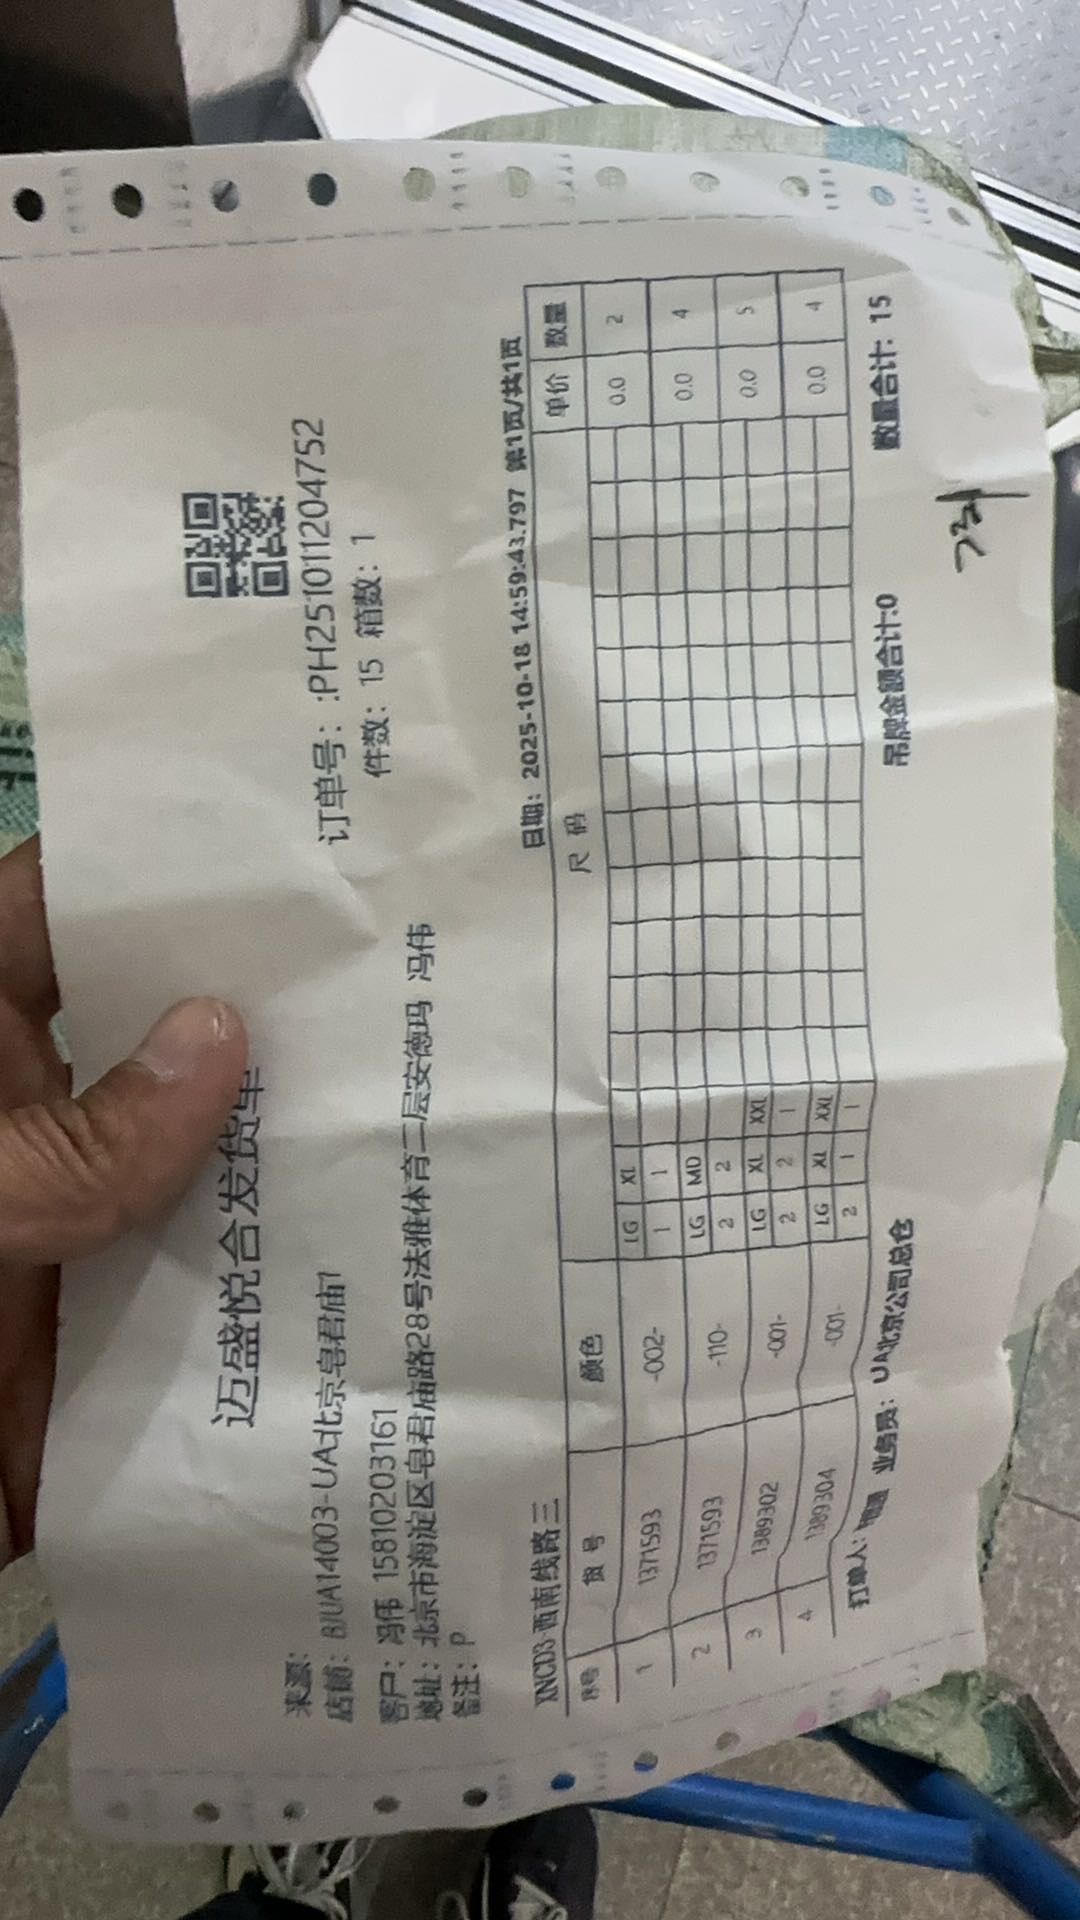 迈盛悦合发货单
来源:
店铺: BJUA14003-UA北京皂君庙1
订单号: :PH251011204752
客户: 冯伟 15810203161
件数: 15 箱数: 1
地址: 北京市海淀区皂君庙路28号法雅体育二层安德玛 冯伟
备注: P
XNCD3-西南线路三 日期: 2025-10-18 14:59:43.797 第1页/共1页
序号 货号 颜色 尺码 单价 数量
1 1371593 -002- LG XL 0.0 2
1 1
2 1371593 -110- LG MD 0.0 4
2 2
3 1389302 -001- LG XL XXL 0.0 5
2 2 1
4 1389304 -001- LG XL XXL 0.0 4
2 1 1
打单人: 业务员: UA北京公司总仓 吊牌金额合计:0 数量合计: 15